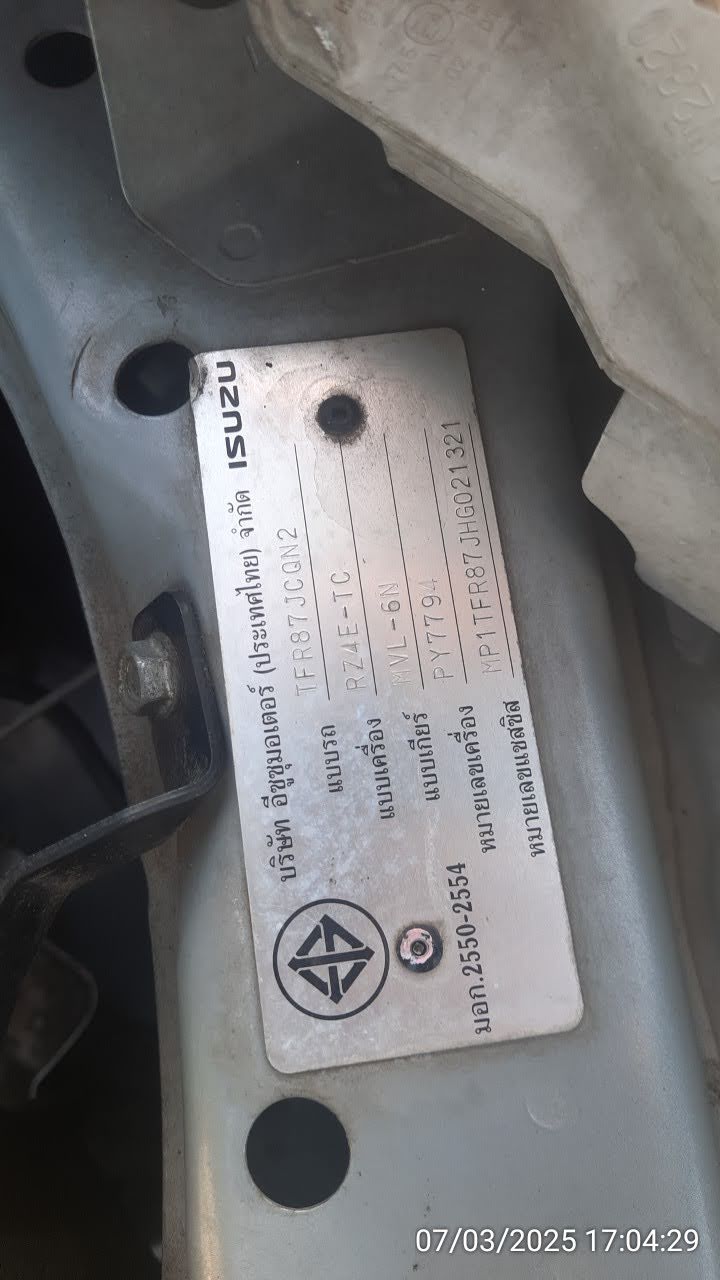 บริษัท อีซูซุมอเตอร์ (ประเทศไทย) จำกัด ISUZU
แบบรถ TFR87JCQN2
แบบเครื่อง RZ4E-TC
แบบเกียร์ MVL-6N
หมายเลขเครื่อง PY7794
หมายเลขแชสซิส MP1TFR87JHG021321
มอก.2550-2554
07/03/2025 17:04:29